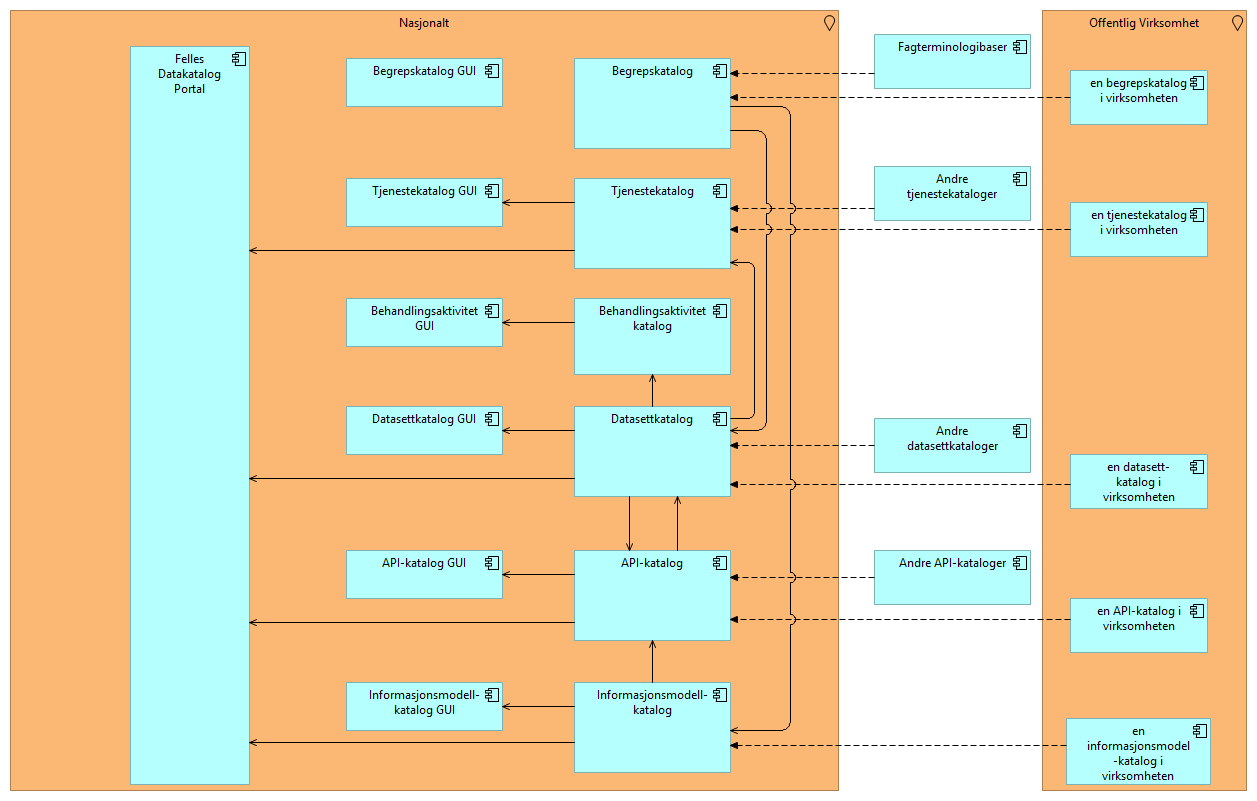 Nasjonalt
Offentlig Virksomhet
Felles
Datakatalog
Portal
Begrepskatalog GUI
Begrepskatalog
Fagterminologibaser
en begrepskatalog
i virksomheten
Tjenestekatalog GUI
Tjenestekatalog
Andre
tjenestekataloger
en tjenestekatalog
i virksomheten
Behandlingsaktivitet
GUI
Behandlingsaktivitet
katalog
Datasettkatalog GUI
Datasettkatalog
Andre
datasettkataloger
en datasett-
katalog i
virksomheten
API-katalog GUI
API-katalog
Andre API-kataloger
en API-katalog i
virksomheten
Informasjonsmodell-
katalog GUI
Informasjonsmodell-
katalog
en
informasjonsmodel
-katalog i
virksomheten